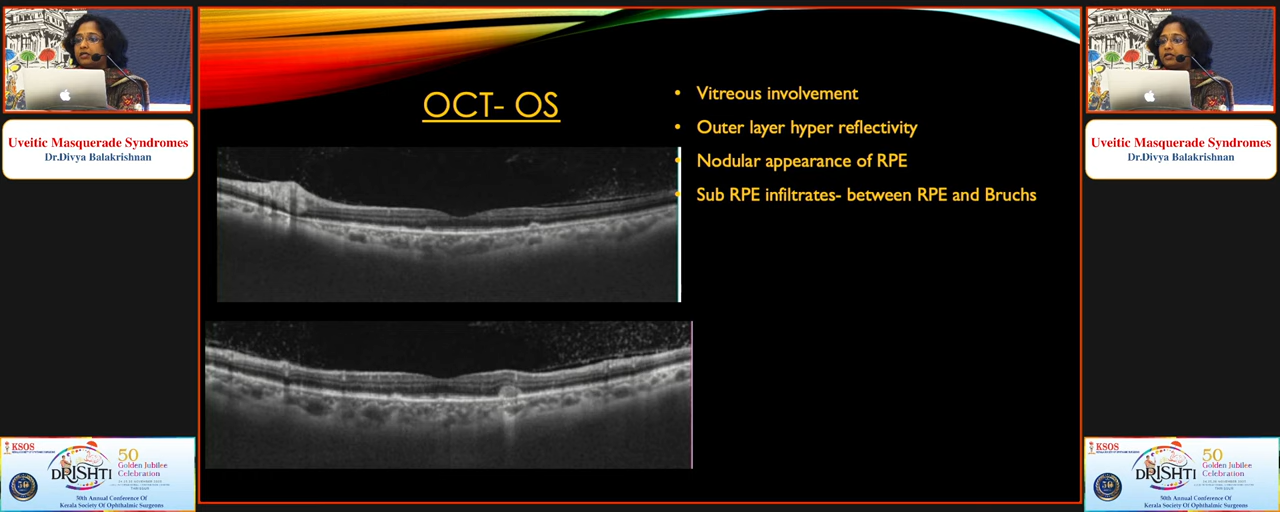 Uveitic Masquerade Syndromes
Dr.Divya Balakrishnan
KSOS
DRISHTI
50
Golden Jubilee
Celebration
50th Annual Conference Of
Kerala Society Of Ophthalmic Surgeons
OCT- OS
• Vitreous involvement
• Outer layer hyper reflectivity
• Nodular appearance of RPE
• Sub RPE infiltrates- between RPE and Bruchs
Uveitic Masquerade Syndromes
Dr.Divya Balakrishnan
KSOS
DRISHTI
50
Golden Jubilee
Celebration
50th Annual Conference Of
Kerala Society Of Ophthalmic Surgeons